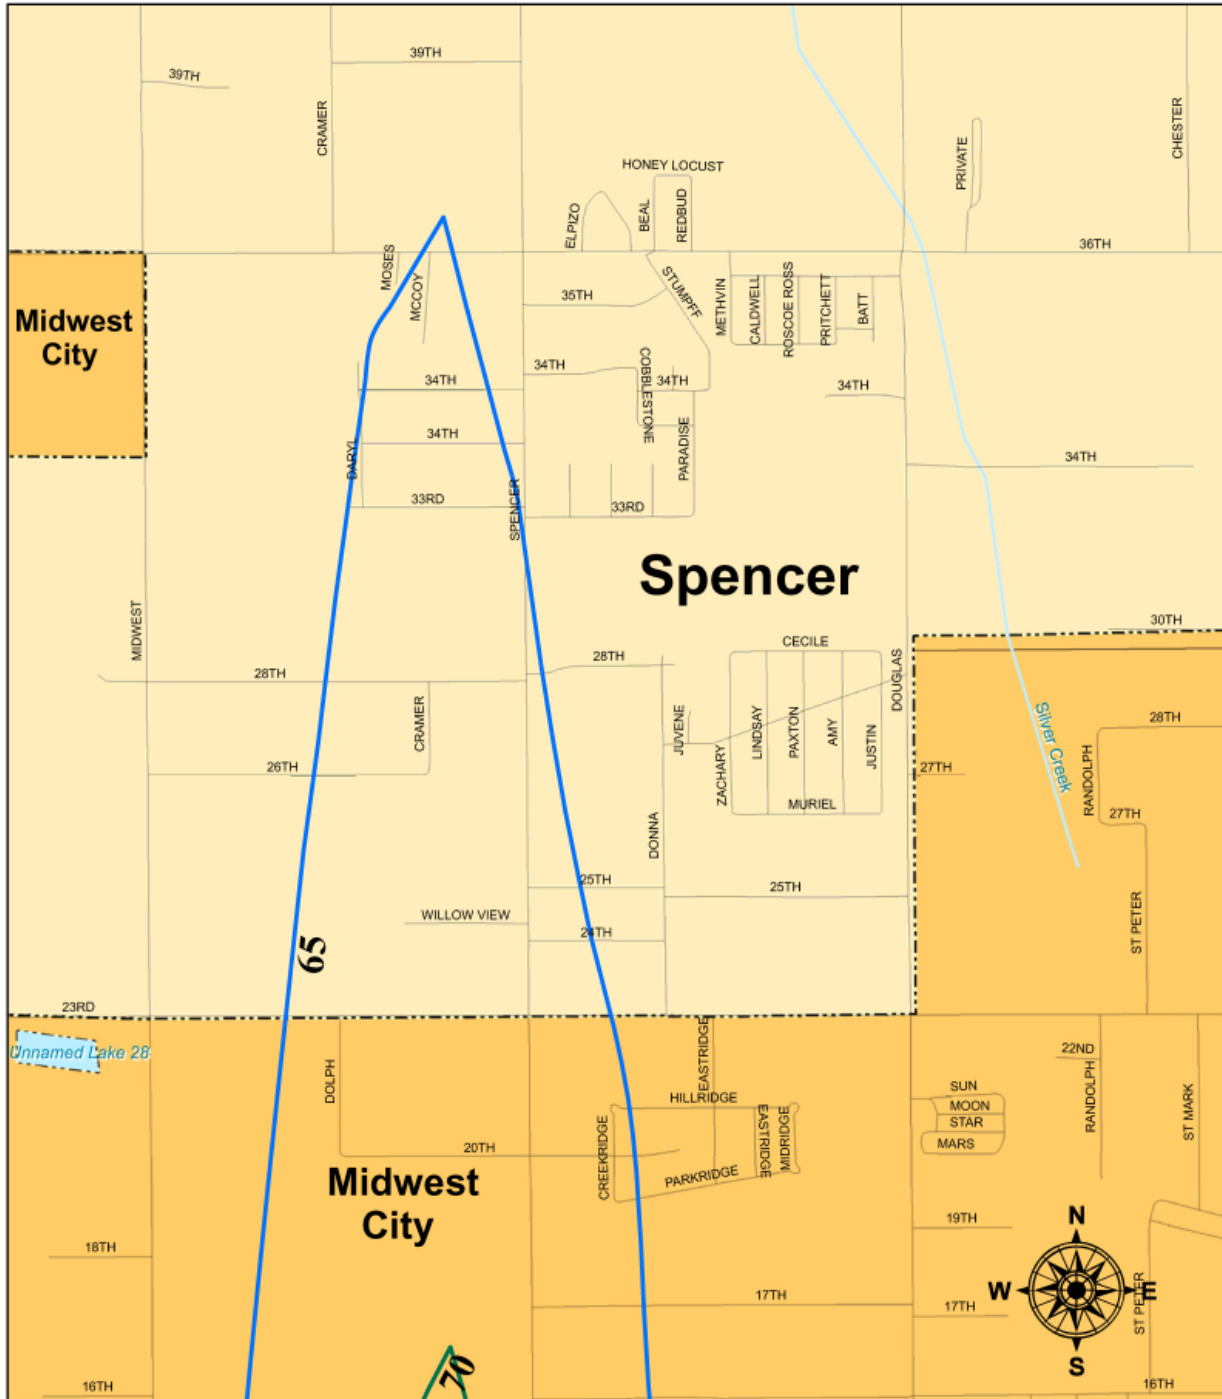 39TH
39TH
CRAMER
CHESTER
PRIVATE
HONEY LOCUST
ELPIZO
BEAL
REDBUD
36TH
MOSES
MCCOY
STUMPFF
35TH
METHVIN
CALDWELL
ROSCOE ROSS
PRITCHETT
BATT
Midwest
City
34TH
34TH
COBBLESTONE
34TH
34TH
34TH
DARYL
PARADISE
34TH
33RD
SPENCER
33RD
Spencer
MIDWEST
30TH
CECILE
28TH
28TH
DOUGLAS
CRAMER
JUVENE
ZACHARY
LINDSAY
PAXTON
AMY
JUSTIN
Silver Creek
28TH
RANDOLPH
26TH
27TH
MURIEL
27TH
DONNA
25TH
25TH
WILLOW VIEW
24TH
ST PETER
65
23RD
Unnamed Lake 28
DOLPH
EASTRIDGE
22ND
RANDOLPH
ST MARK
HILLRIDGE
SUN
MOON
STAR
MARS
CREEKRIDGE
EASTRIDGE
MIDRIDGE
20TH
PARKRIDGE
Midwest
City
19TH
N
18TH
W
E
ST PETER
17TH
17TH
S
70
16TH
16TH